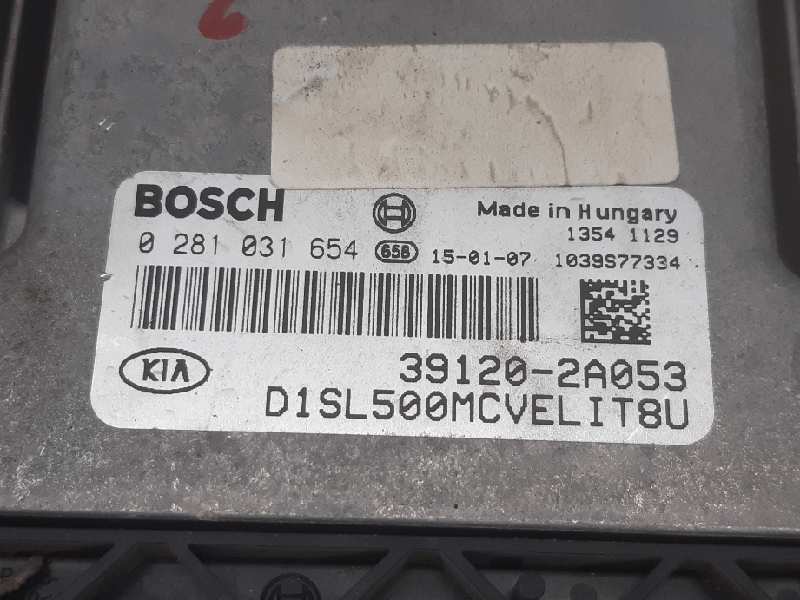 BOSCH
Made in Hungary
1354 1129
0 281 031 654 658 15-01-07 1039S77334
KIA 39120-2A053
D1SL500MCVELIT8U